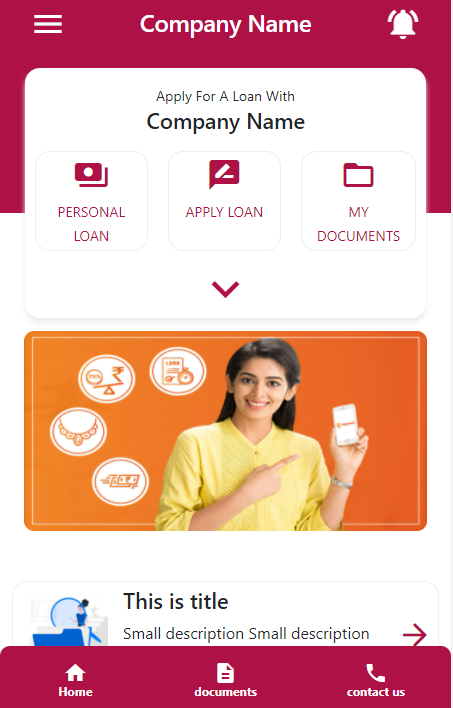 Company Name
Apply For A Loan With
Company Name
PERSONAL
LOAN
APPLY LOAN
MY
DOCUMENTS
LOAN
This is title
Small description Small description
Home
documents
contact us